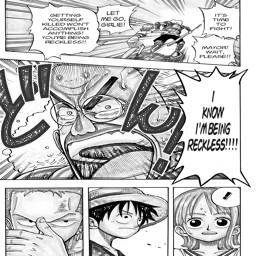 IT'S
TIME TO
FIGHT!
MAYOR!
WAIT,
PLEASE!!
LET
ME GO,
GIRLIE!
GETTING
YOURSELF
KILLED WON'T
ACCOMPLISH
ANYTHING!
YOU'RE BEING
RECKLESS!!
I
KNOW
I'M BEING
RECKLESS!!!!
!